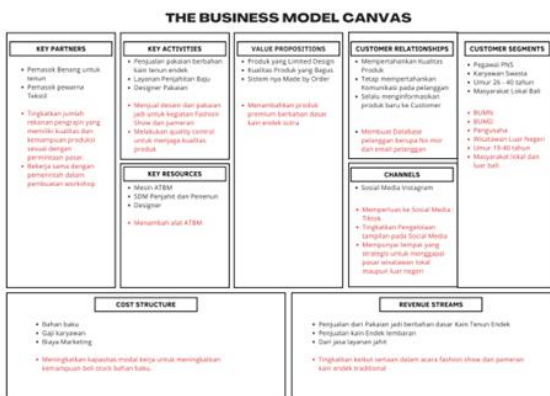 THE BUSINESS MODEL CANVAS
KEY PARTNERS
Pemasok Benang untuk
tenun
Pemasok pewarna
Tekstil
Tingkatkan jumlah
rekanan pengrajin yang
memiliki kualitas dan
kemampuan produksi
sesuai dengan
permintaan pasar.
Bekerja sama dengan
pemerintah dalam
pembuatan workshop
KEY ACTIVITIES
Penjualan pakaian berbahan
kain tenun endek
Layanan Penjahitan Baju
Designer Pakaian
Menjual desain dan pakaian
jadi untuk kegiatan Fashion
Show dan pameran
Melakukan quality control
untuk menjaga kualitas
produk
KEY RESOURCES
Mesin ATBM
SDM Penjahit dan Penenun
Designer
Menambah alat ATBM
VALUE PROPOSITIONS
Produk yang Limited Design
Kualitas Produk yang Bagus
Sistem nya Made by Order
Menambahkan produk
premium berbahan dasar
kain endek sutra
CUSTOMER RELATIONSHIPS
Mempertahankan Kualitas
Produk
Tetap mempertahankan
Komunikasi pada pelanggan
Selalu menginformasikan
produk baru ke Customer
Membuat Database
pelanggan berupa No mor
dan email pelanggan
CHANNELS
Social Media Instagram
Memperluas ke Social Media
Tiktok
Tingkatkan Pengelolaan
tampilan pada Social Media
Mempunyai tempat yang
strategis untuk menggapai
pasar wisatawan lokal
maupun luar negeri
CUSTOMER SEGMENTS
Pegawai PNS
Karyawan Swasta
Umur 26 - 40 tahun
Masyarakat Lokal Bali
BUMN
BUMD
Pengusaha
Wisatawan Luar Negeri
Umur 19-40 tahun
Masyarakat lokal dan
luar bali
COST STRUCTURE
Bahan baku
Gaji karyawan
Biaya Marketing
Meningkatkan kapasitas modal kerja untuk meningkatkan
kemampuan beli stock bahan baku.
REVENUE STREAMS
Penjualan dari Pakaian jadi berbahan dasar Kain Tenun Endek
Penjualan kain Endek lembaran
Dari jasa layanan jahit
Tingkatkan keikut sertaan dalam acara fashion show dan pameran
kain endek traditional